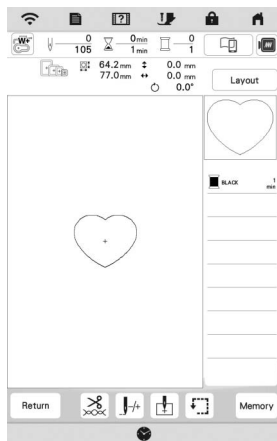 W+ 0 0min 0
105 1min 1
64.2mm 0.0 mm
77.0mm 0.0 mm
0.0°
Layout
BLACK 1 min
Return -/+ Memory